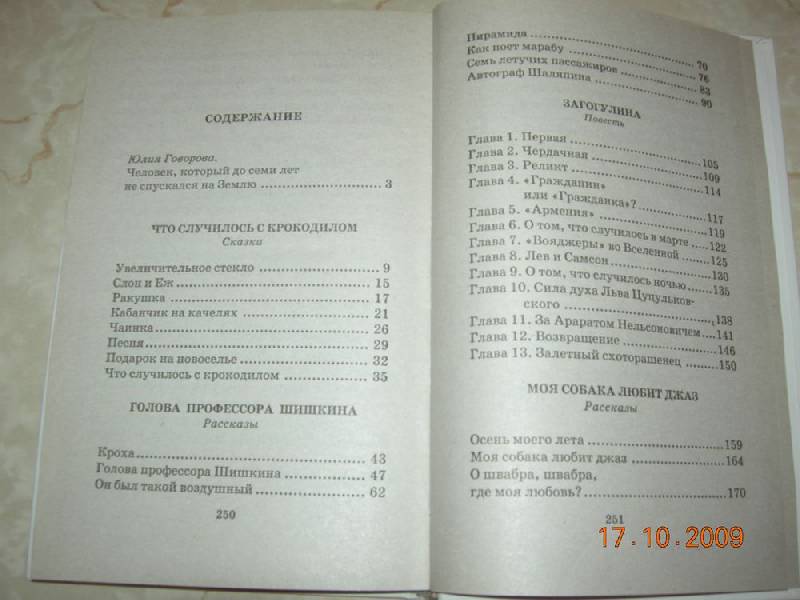 СОДЕРЖАНИЕ
Юлия Говорова.
Человек, который до семи лет
не спускался на Землю ..... 3
ЧТО СЛУЧИЛОСЬ С КРОКОДИЛОМ
Сказки
Увеличительное стекло ..... 9
Слон и Еж ..... 15
Ракушка ..... 17
Кабанчик на качелях ..... 21
Чаинка ..... 26
Песня ..... 29
Подарок на новоселье ..... 32
Что случилось с крокодилом ..... 35
ГОЛОВА ПРОФЕССОРА ШИШКИНА
Рассказы
Кроха ..... 43
Голова профессора Шишкина ..... 47
Он был такой воздушный ..... 62
250
Пирамида ..... 70
Как поет марабу ..... 76
Семь летучих пассажиров ..... 83
Автограф Шаляпина ..... 90
ЗАГОГУЛИНА
Повесть
Глава 1. Первая ..... 105
Глава 2. Чердачная ..... 109
Глава 3. Реликт ..... 114
Глава 4. «Гражданин»
или «Гражданка»? ..... 117
Глава 5. «Армения» ..... 119
Глава 6. О том, что случилось в марте ..... 122
Глава 7. «Вояджеры» во Вселенной ..... 125
Глава 8. Лев и Самсон ..... 130
Глава 9. О том, что случилось ночью ..... 135
Глава 10. Сила духа Льва Цуцульков-
ского ..... 138
Глава 11. За Араратом Нельсоновичем ..... 141
Глава 12. Возвращение ..... 146
Глава 13. Залетный схоторашенец ..... 150
МОЯ СОБАКА ЛЮБИТ ДЖАЗ
Рассказы
Осень моего лета ..... 159
Моя собака любит джаз ..... 164
О швабра, швабра,
где моя любовь? ..... 170
251
17.10.2009